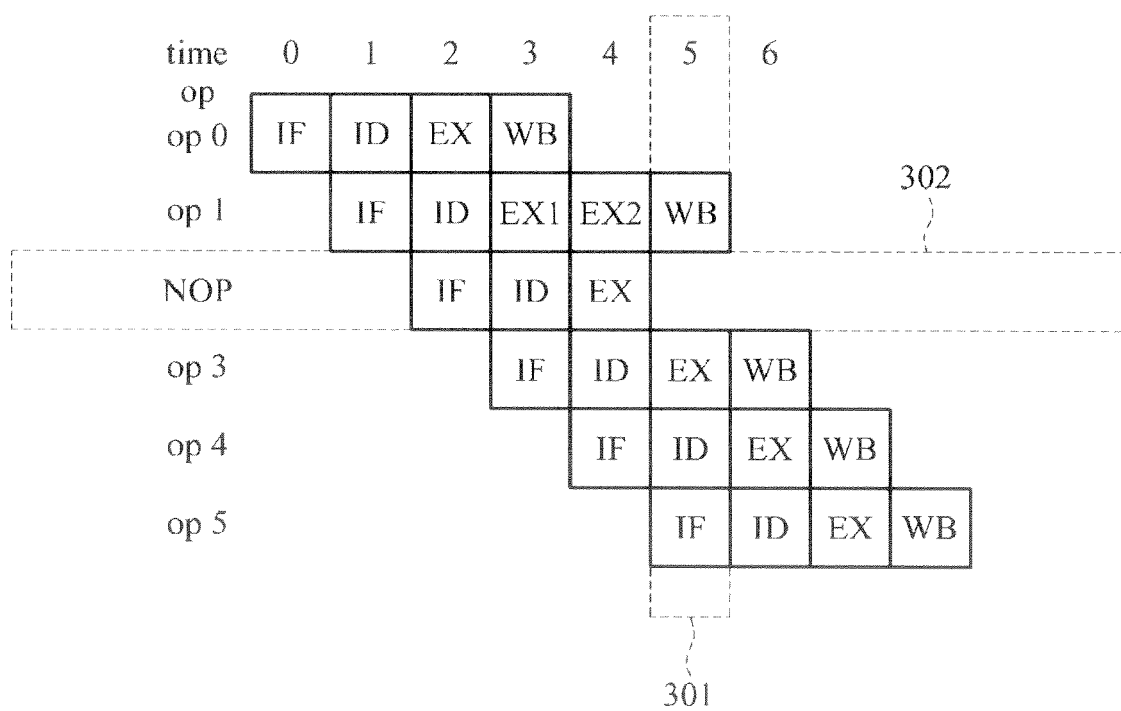 time 0 1 2 3 4 5 6
op
op 0 IF ID EX WB
302
op 1 IF ID EX1 EX2 WB
NOP IF ID EX
op 3 IF ID EX WB
op 4 IF ID EX WB
op 5 IF ID EX WB
301